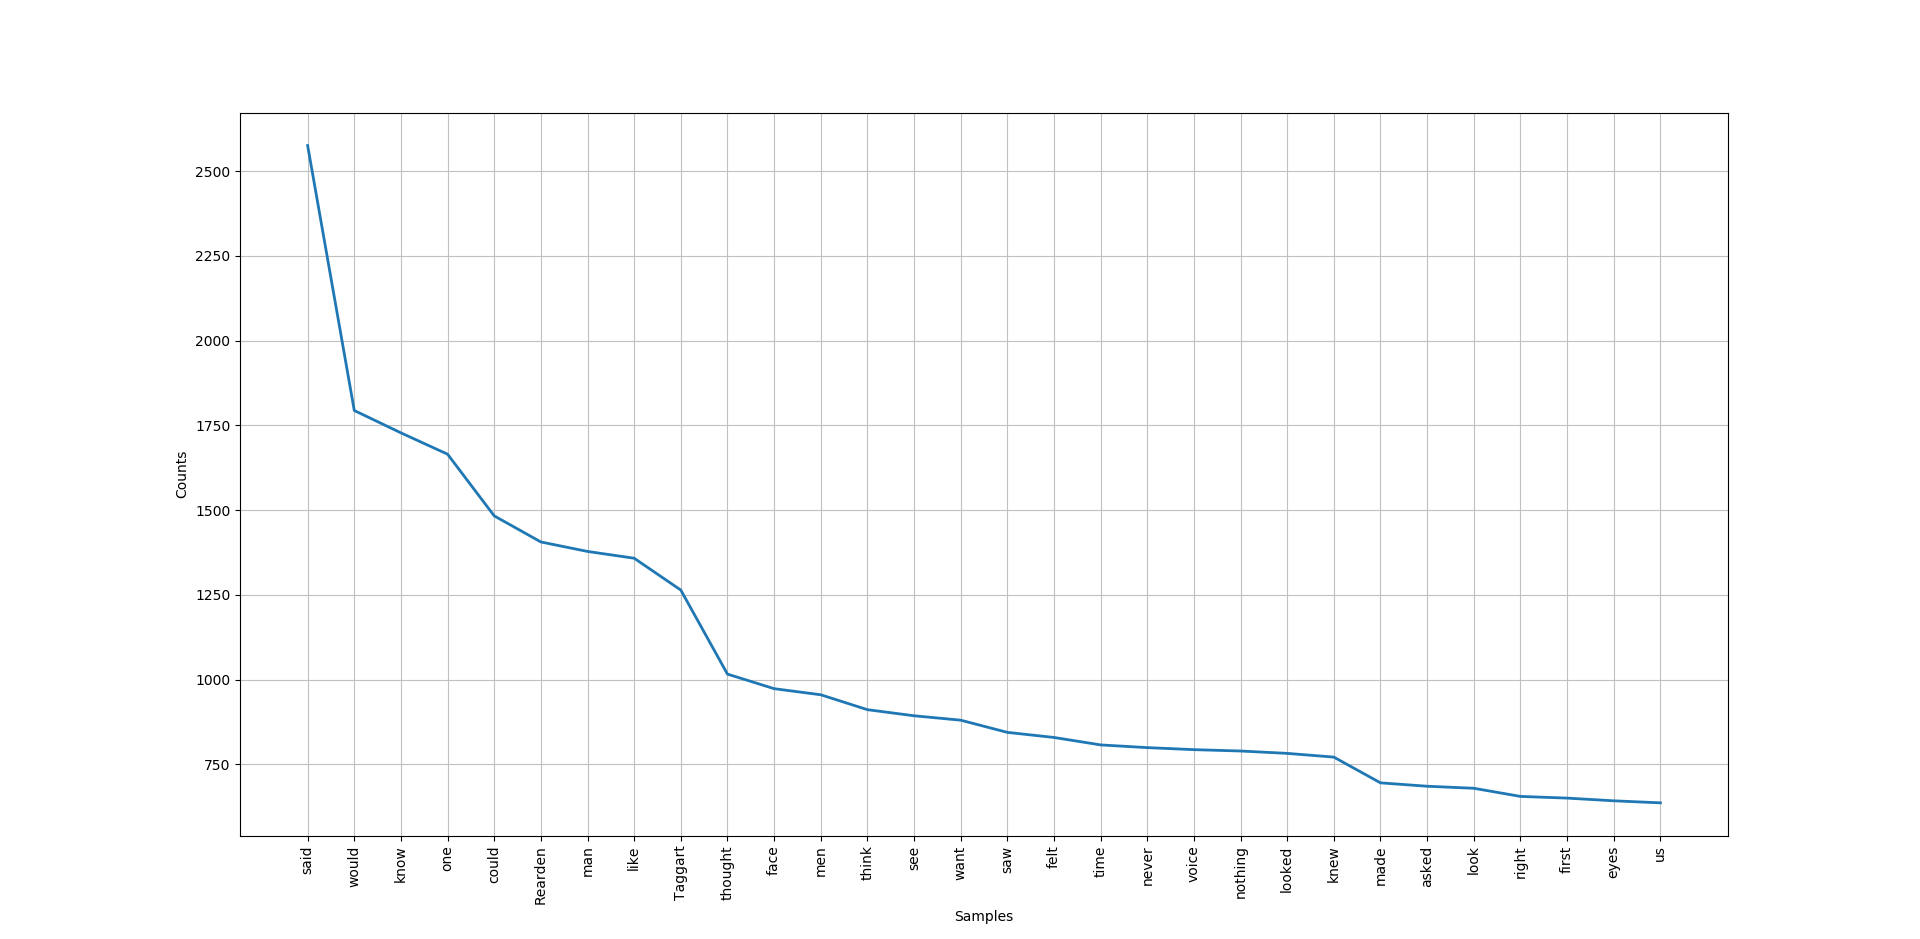 2500
2250
2000
1750
1500
1250
1000
750
Counts
said
would
know
one
could
Rearden
man
like
Taggart
thought
face
men
think
see
want
saw
felt
time
never
voice
nothing
looked
knew
made
asked
look
right
first
eyes
us
Samples